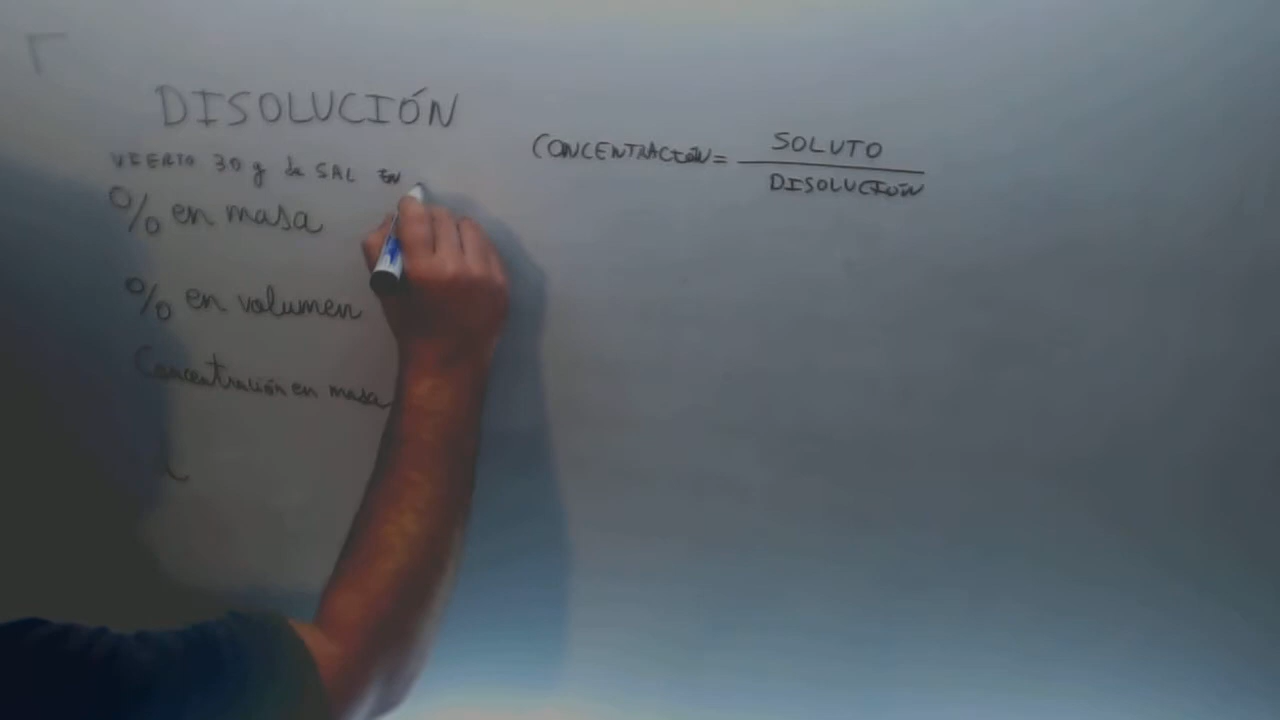 DISOLUCIÓN
VIERTO 30 g de SAL EN
% en masa
% en volumen
Concentración en masa
CONCENTRACIÓN = SOLUTO
DISOLUCIÓN